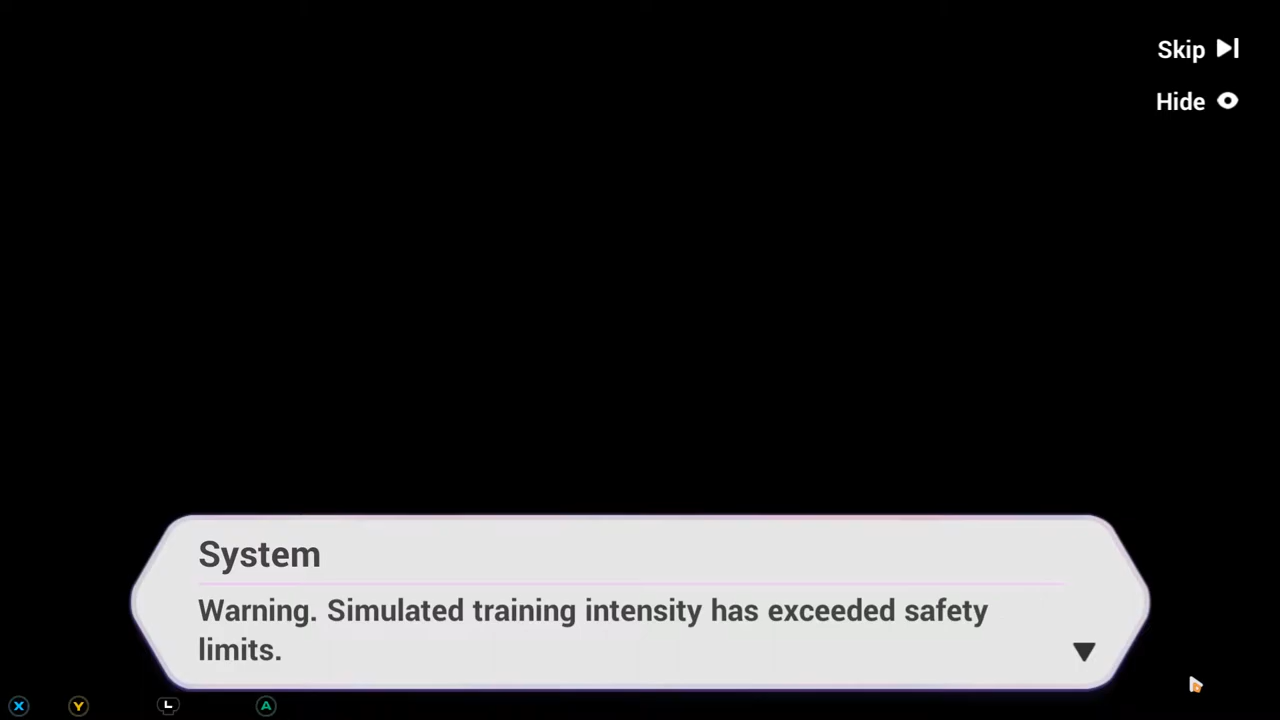 Skip
Hide
System
Warning. Simulated training intensity has exceeded safety
limits.
X
Y
L
A